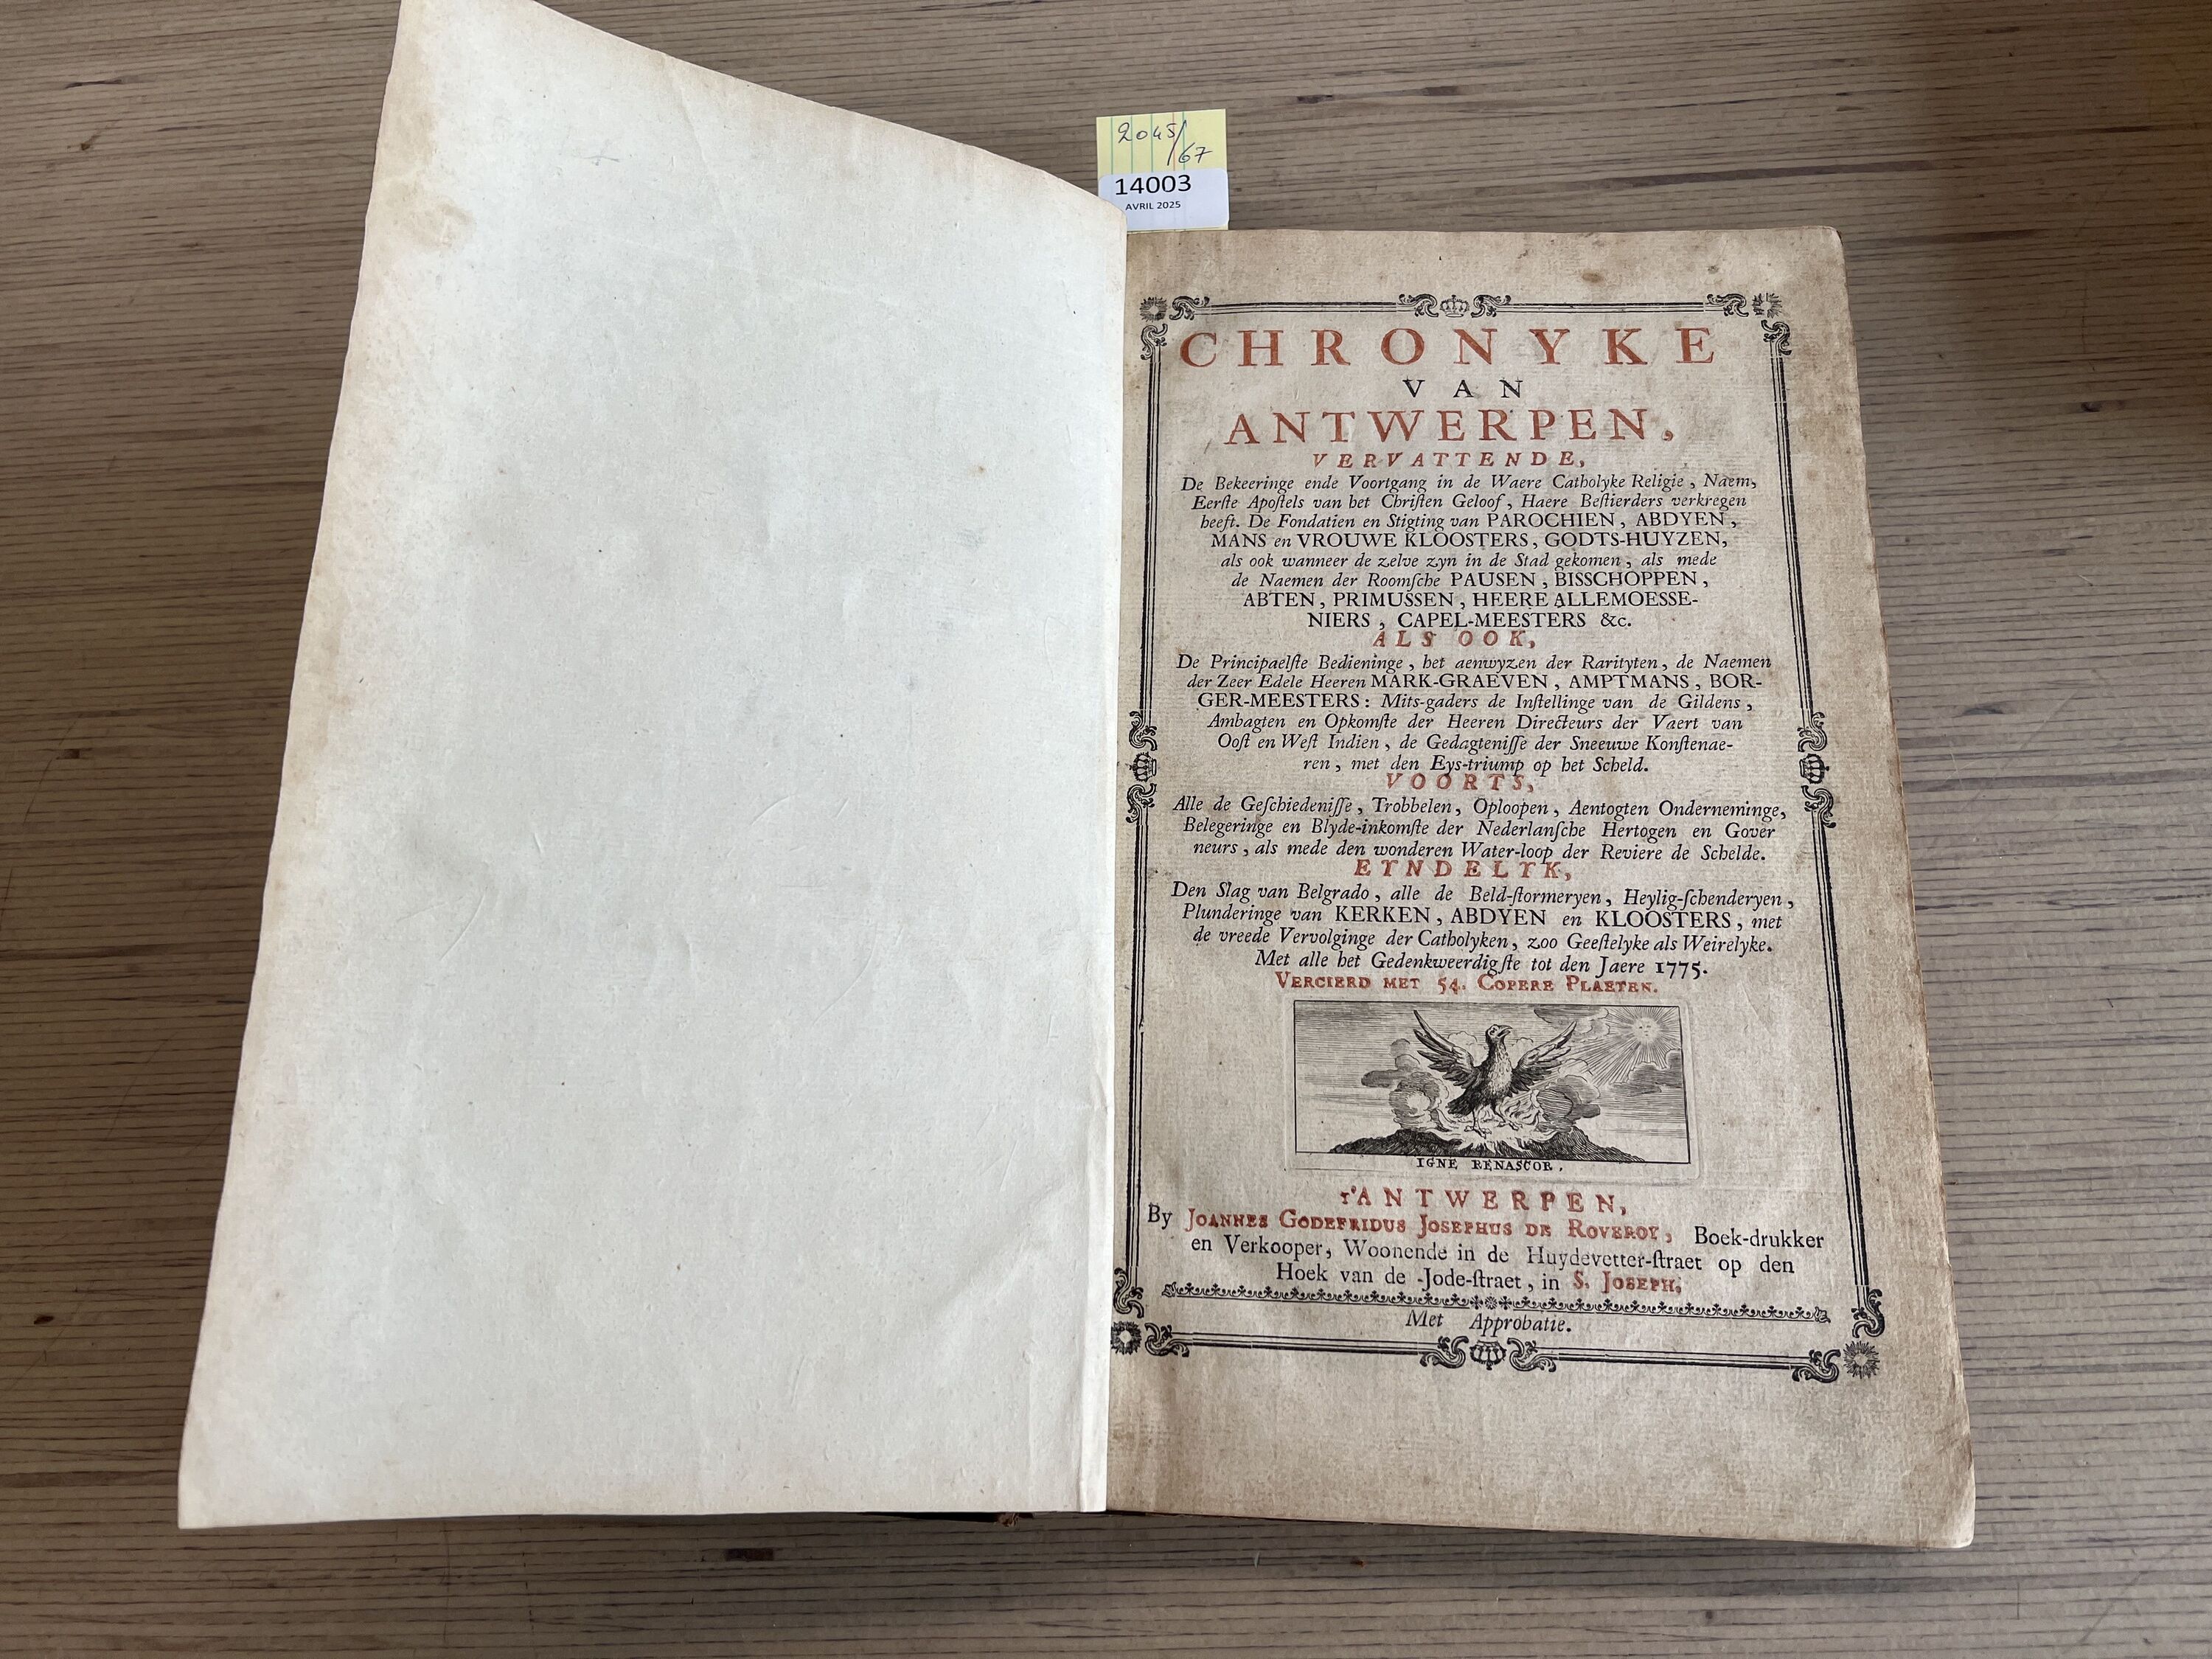 2045/67
14003
AVRIL 2025
CHRONYKE
VAN
ANTWERPEN,
VERVATTENDE,
De Bekeeringe ende Voortgang in de Waere Catholyke Religie, Naem,
Eerſte Apoſtels van het Chriſten Geloof, Haere Beſtierders verkregen
heeft. De Fondatien en Stigting van PAROCHIEN, ABDYEN,
MANS en VROUWE KLOOSTERS, GODTS-HUYZEN,
als ook wanneer de zelve zyn in de Stad gekomen, als mede
de Naemen der Roomſche PAUSEN, BISSCHOPPEN,
ABTEN, PRIMUSSEN, HEERE ALLEMOESSE-
NIERS, CAPEL-MEESTERS &c.
ALS OOK,
De Principaelſte Bedieninge, het aenwyzen der Rarityten, de Naemen
der Zeer Edele Heeren MARK-GRAEVEN, AMPTMANS, BOR-
GER-MEESTERS: Mits-gaders de Inſtellinge van de Gildens,
Ambagten en Opkomſte der Heeren Directeurs der Vaert van
Ooſt en Weſt Indien, de Gedagteniſſe der Sneeuwe Konſtenae-
ren, met den Eys-triump op het Scheld.
VOORTS,
Alle de Geſchiedeniſſe, Trobbelen, Oploopen, Aentogten Onderneminge,
Belegeringe en Blyde-inkomſte der Nederlanſche Hertogen en Gover
neurs, als mede den wonderen Water-loop der Reviere de Schelde.
EYNDELYK,
Den Slag van Belgrado, alle de Beld-ſtormeryen, Heylig-ſchenderyen,
Plunderinge van KERKEN, ABDYEN en KLOOSTERS, met
de vreede Vervolginge der Catholyken, zoo Geeſtelyke als Weirelyke.
Met alle het Gedenkweerdigſte tot den Jaere 1775.
VERCIERD MET 54. COPERE PLAETEN.
IGNE RENASCOR.
T'ANTWERPEN,
By JOANNES GODEFRIDUS JOSEPHUS DE ROVEROY, Boek-drukker
en Verkooper, Woonende in de Huydevetter-ſtraet op den
Hoek van de Jode-ſtraet, in S. JOSEPH,
Met Approbatie.